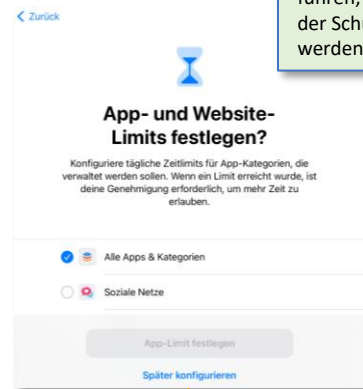 Zurück
führen,
der Schu
werden
App- und Website-
Limits festlegen?
Konfiguriere tägliche Zeitlimits für App-Kategorien, die
verwaltet werden sollen. Wenn ein Limit erreicht wurde, ist
deine Genehmigung erforderlich, um mehr Zeit zu
erlauben.
Alle Apps & Kategorien
Soziale Netze
App-Limit festlegen
Später konfigurieren